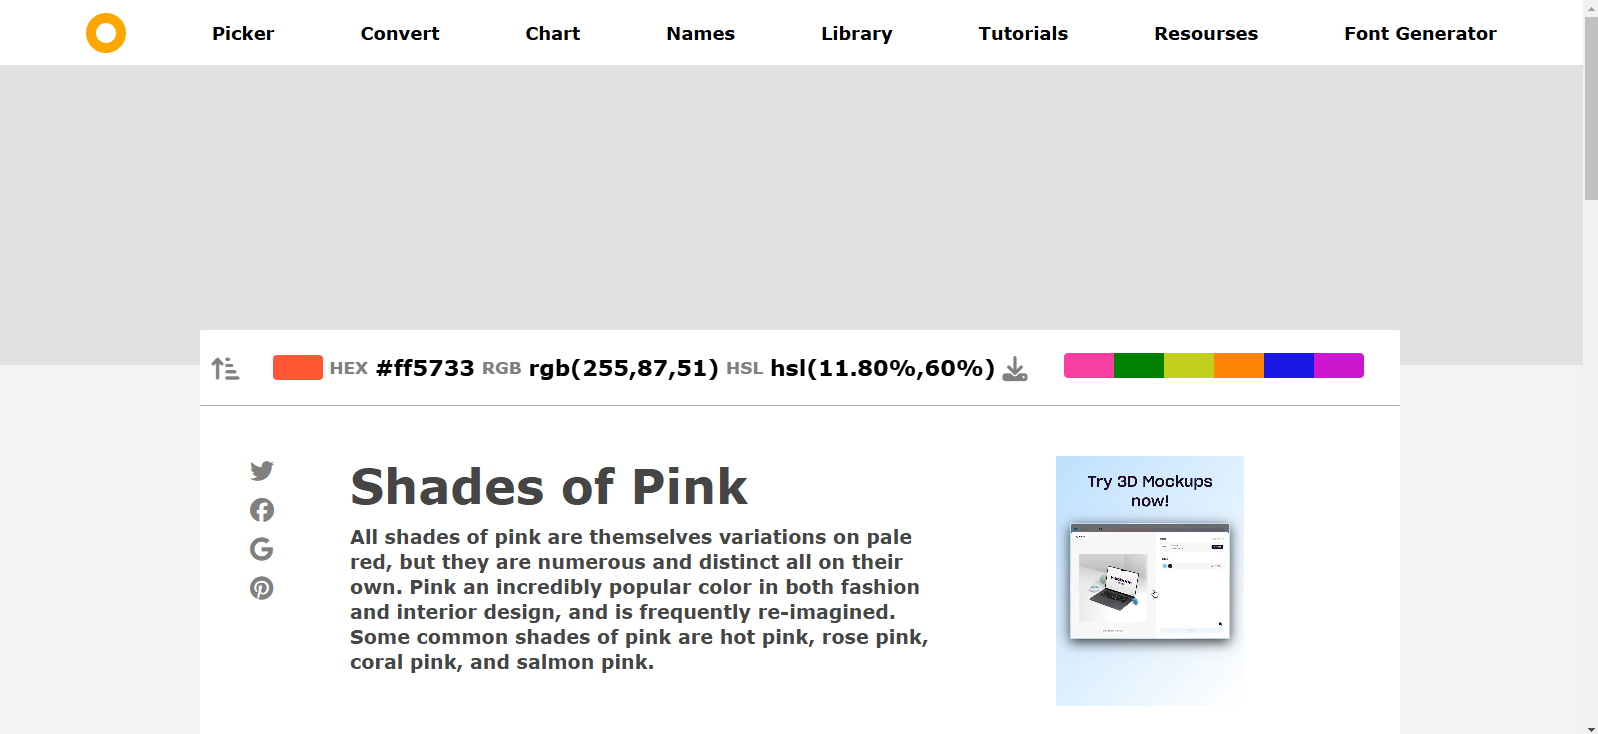 Picker Convert Chart Names Library Tutorials Resourses Font Generator
HEX #ff5733 RGB rgb(255,87,51) HSL hsl(11.80%,60%)
Shades of Pink
All shades of pink are themselves variations on pale
red, but they are numerous and distinct all on their
own. Pink an incredibly popular color in both fashion
and interior design, and is frequently re-imagined.
Some common shades of pink are hot pink, rose pink,
coral pink, and salmon pink.
Try 3D Mockups
now!